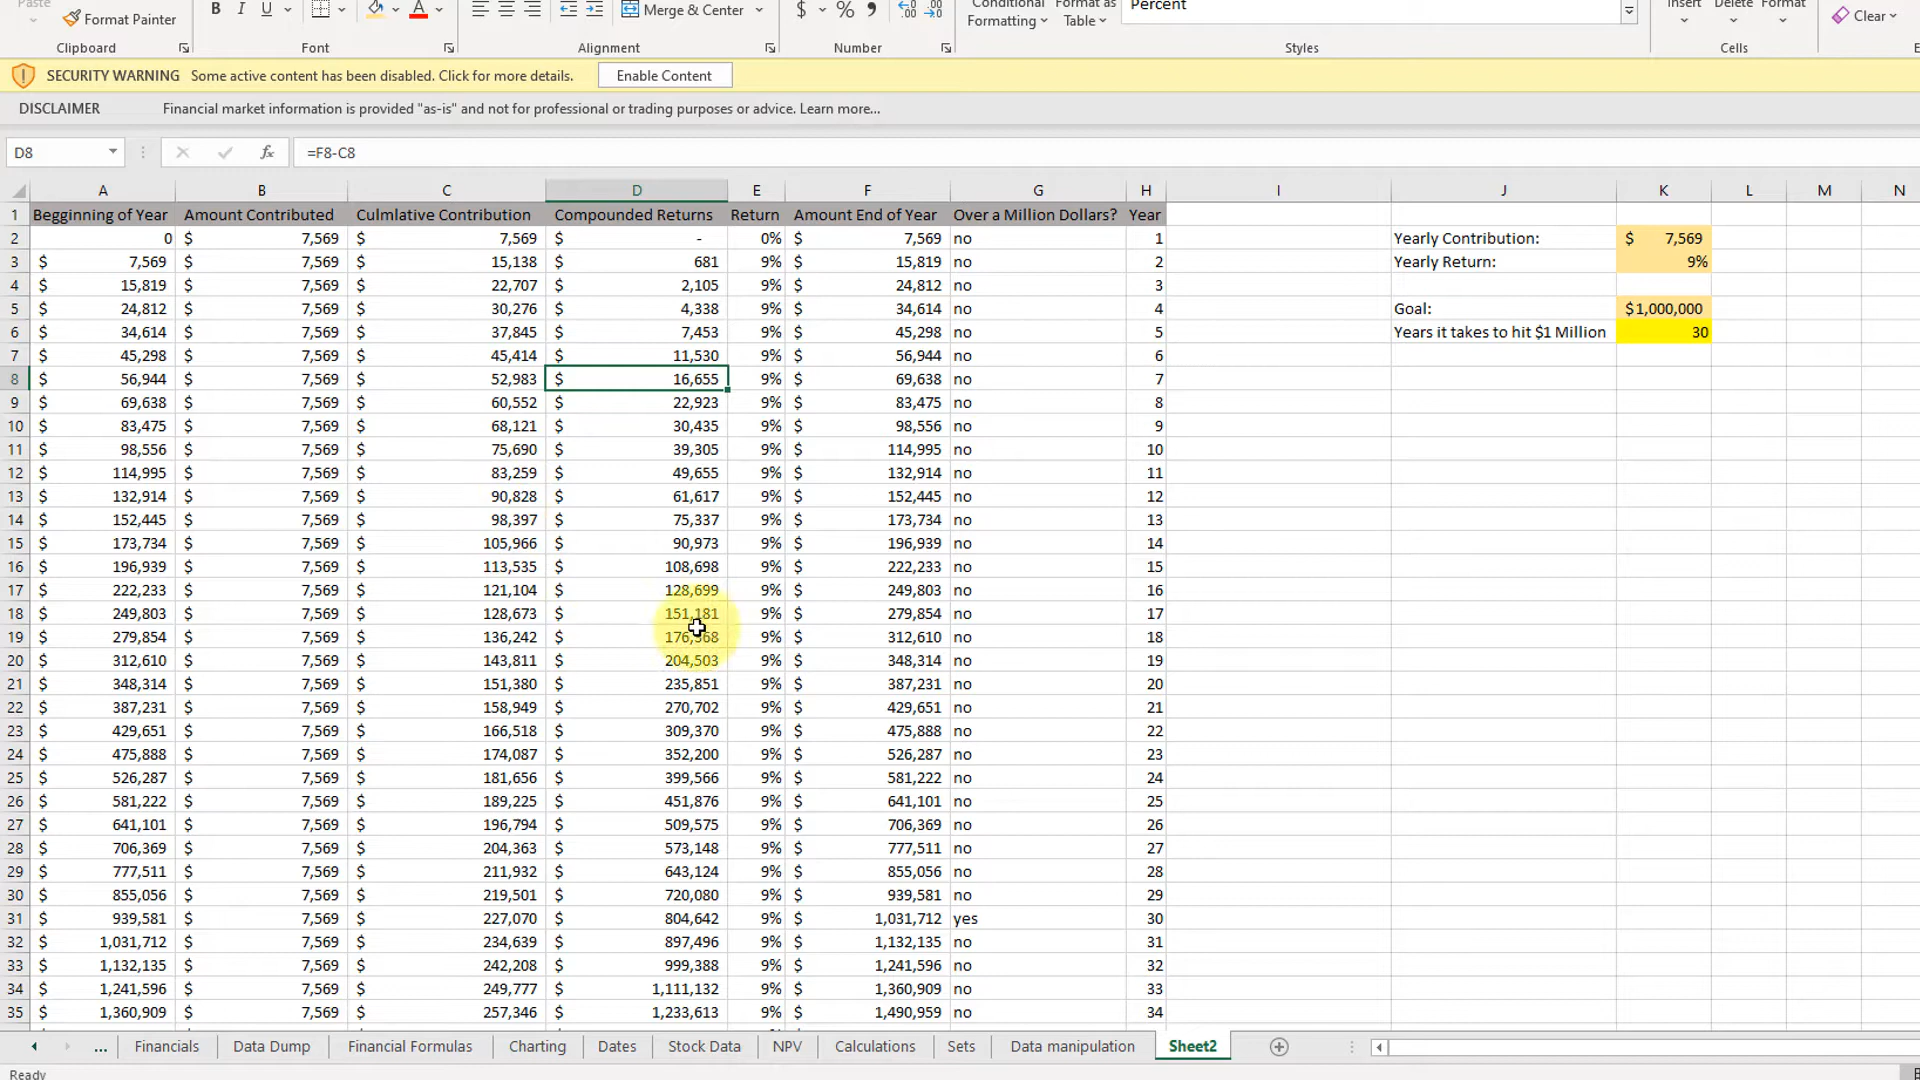 Paste Format Painter B I U Merge & Center $ % Conditional Formatting Format as Table Percent Insert Delete Format Clear
Clipboard Font Alignment Number Styles Cells
SECURITY WARNING Some active content has been disabled. Click for more details. Enable Content
DISCLAIMER Financial market information is provided "as-is" and not for professional or trading purposes or advice. Learn more...
D8 fx =F8-C8
A B C D E F G H I J K L M N
1 Begginning of Year Amount Contributed Culmlative Contribution Compounded Returns Return Amount End of Year Over a Million Dollars? Year
2 0 $ 7,569 $ 7,569 $ - 0% $ 7,569 no 1 Yearly Contribution: $ 7,569
3 $ 7,569 $ 7,569 $ 15,138 $ 681 9% $ 15,819 no 2 Yearly Return: 9%
4 $ 15,819 $ 7,569 $ 22,707 $ 2,105 9% $ 24,812 no 3
5 $ 24,812 $ 7,569 $ 30,276 $ 4,338 9% $ 34,614 no 4 Goal: $1,000,000
6 $ 34,614 $ 7,569 $ 37,845 $ 7,453 9% $ 45,298 no 5 Years it takes to hit $1 Million 30
7 $ 45,298 $ 7,569 $ 45,414 $ 11,530 9% $ 56,944 no 6
8 $ 56,944 $ 7,569 $ 52,983 $ 16,655 9% $ 69,638 no 7
9 $ 69,638 $ 7,569 $ 60,552 $ 22,923 9% $ 83,475 no 8
10 $ 83,475 $ 7,569 $ 68,121 $ 30,435 9% $ 98,556 no 9
11 $ 98,556 $ 7,569 $ 75,690 $ 39,305 9% $ 114,995 no 10
12 $ 114,995 $ 7,569 $ 83,259 $ 49,655 9% $ 132,914 no 11
13 $ 132,914 $ 7,569 $ 90,828 $ 61,617 9% $ 152,445 no 12
14 $ 152,445 $ 7,569 $ 98,397 $ 75,337 9% $ 173,734 no 13
15 $ 173,734 $ 7,569 $ 105,966 $ 90,973 9% $ 196,939 no 14
16 $ 196,939 $ 7,569 $ 113,535 $ 108,698 9% $ 222,233 no 15
17 $ 222,233 $ 7,569 $ 121,104 $ 128,699 9% $ 249,803 no 16
18 $ 249,803 $ 7,569 $ 128,673 $ 151,181 9% $ 279,854 no 17
19 $ 279,854 $ 7,569 $ 136,242 $ 176,368 9% $ 312,610 no 18
20 $ 312,610 $ 7,569 $ 143,811 $ 204,503 9% $ 348,314 no 19
21 $ 348,314 $ 7,569 $ 151,380 $ 235,851 9% $ 387,231 no 20
22 $ 387,231 $ 7,569 $ 158,949 $ 270,702 9% $ 429,651 no 21
23 $ 429,651 $ 7,569 $ 166,518 $ 309,370 9% $ 475,888 no 22
24 $ 475,888 $ 7,569 $ 174,087 $ 352,200 9% $ 526,287 no 23
25 $ 526,287 $ 7,569 $ 181,656 $ 399,566 9% $ 581,222 no 24
26 $ 581,222 $ 7,569 $ 189,225 $ 451,876 9% $ 641,101 no 25
27 $ 641,101 $ 7,569 $ 196,794 $ 509,575 9% $ 706,369 no 26
28 $ 706,369 $ 7,569 $ 204,363 $ 573,148 9% $ 777,511 no 27
29 $ 777,511 $ 7,569 $ 211,932 $ 643,124 9% $ 855,056 no 28
30 $ 855,056 $ 7,569 $ 219,501 $ 720,080 9% $ 939,581 no 29
31 $ 939,581 $ 7,569 $ 227,070 $ 804,642 9% $ 1,031,712 yes 30
32 $ 1,031,712 $ 7,569 $ 234,639 $ 897,496 9% $ 1,132,135 no 31
33 $ 1,132,135 $ 7,569 $ 242,208 $ 999,388 9% $ 1,241,596 no 32
34 $ 1,241,596 $ 7,569 $ 249,777 $ 1,111,132 9% $ 1,360,909 no 33
35 $ 1,360,909 $ 7,569 $ 257,346 $ 1,233,613 9% $ 1,490,959 no 34
... Financials Data Dump Financial Formulas Charting Dates Stock Data NPV Calculations Sets Data manipulation Sheet2
Ready